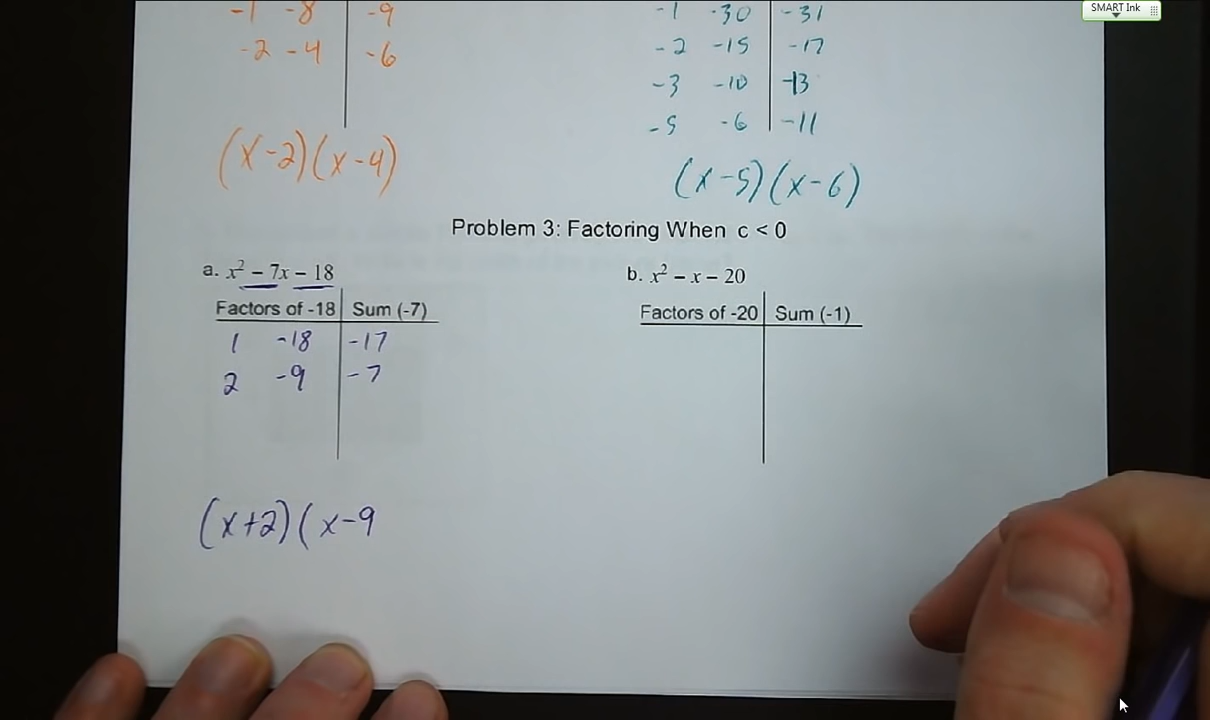 SMART Ink
-1 -8 -9
-2 -4 -6
(x-2)(x-4)
-1 -30 -31
-2 -15 -17
-3 -10 -13
-5 -6 -11
(x-5)(x-6)
Problem 3: Factoring When c < 0
a. x² – 7x – 18
Factors of -18 Sum (-7)
1 -18 -17
2 -9 -7
(x+2)(x-9
b. x² – x – 20
Factors of -20 Sum (-1)